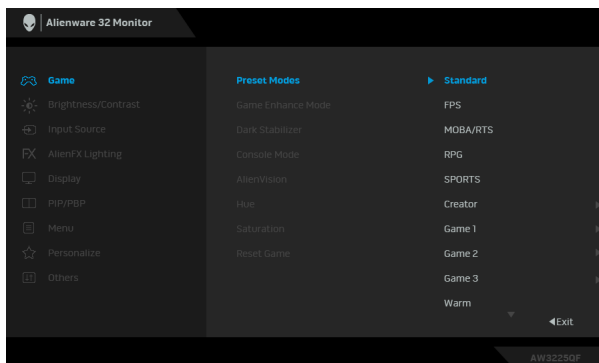 Alienware 32 Monitor
Game Preset Modes Standard
Brightness/Contrast Game Enhance Mode FPS
Input Source Dark Stabilizer MOBA/RTS
FX AlienFX Lighting Console Mode RPG
Display AlienVision SPORTS
PIP/PBP Hue Creator
Menu Saturation Game 1
Personalize Reset Game Game 2
Others Game 3
Warm
Exit
AW3225QF